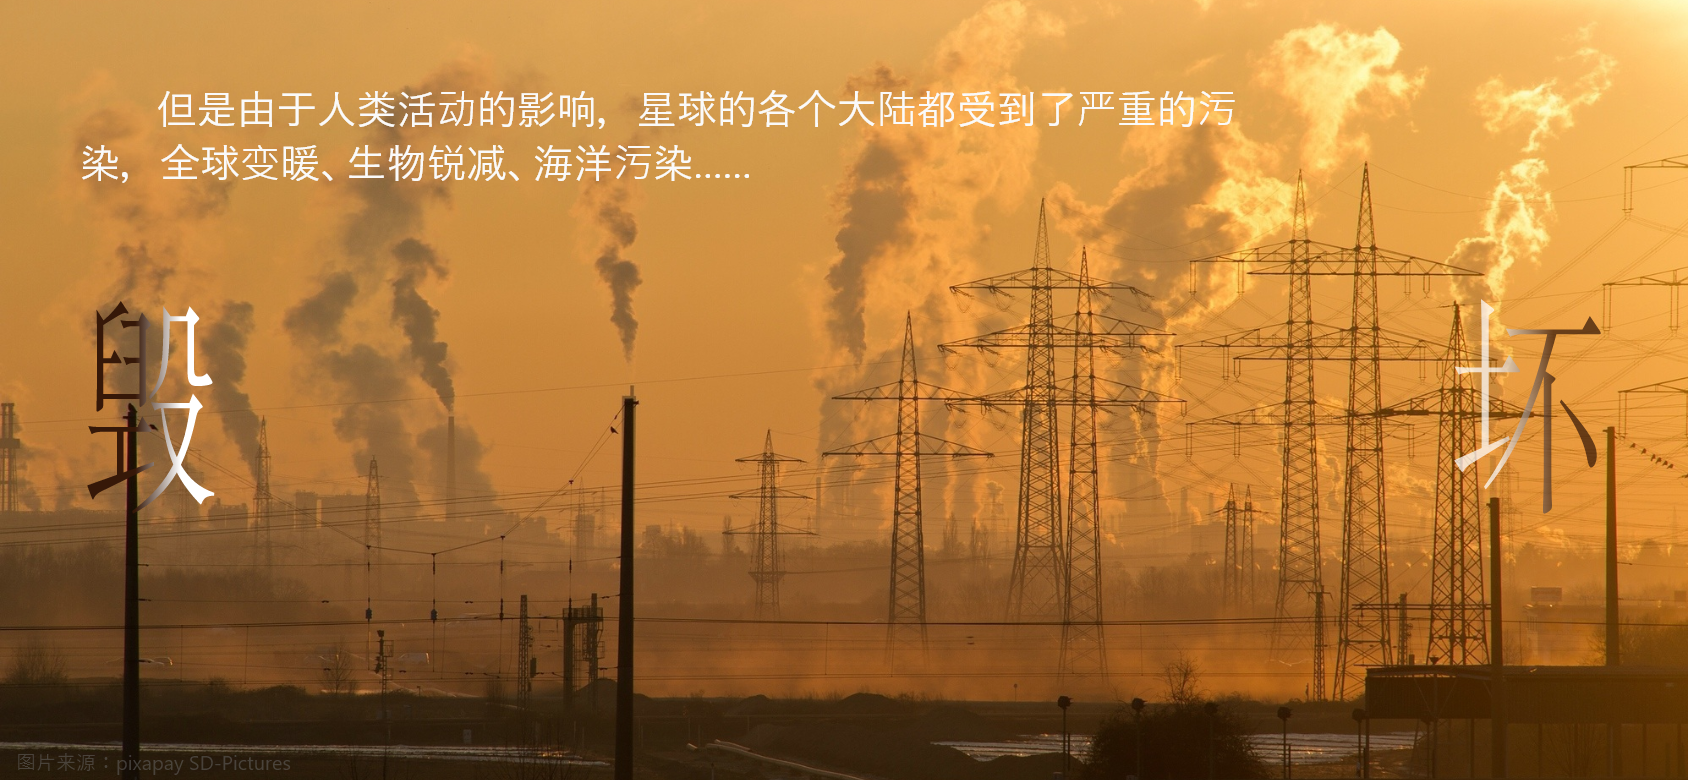 但是由于人类活动的影响，星球的各个大陆都受到了严重的污
染，全球变暖、生物锐减、海洋污染......
毁 坏
图片来源：pixapay SD-Pictures